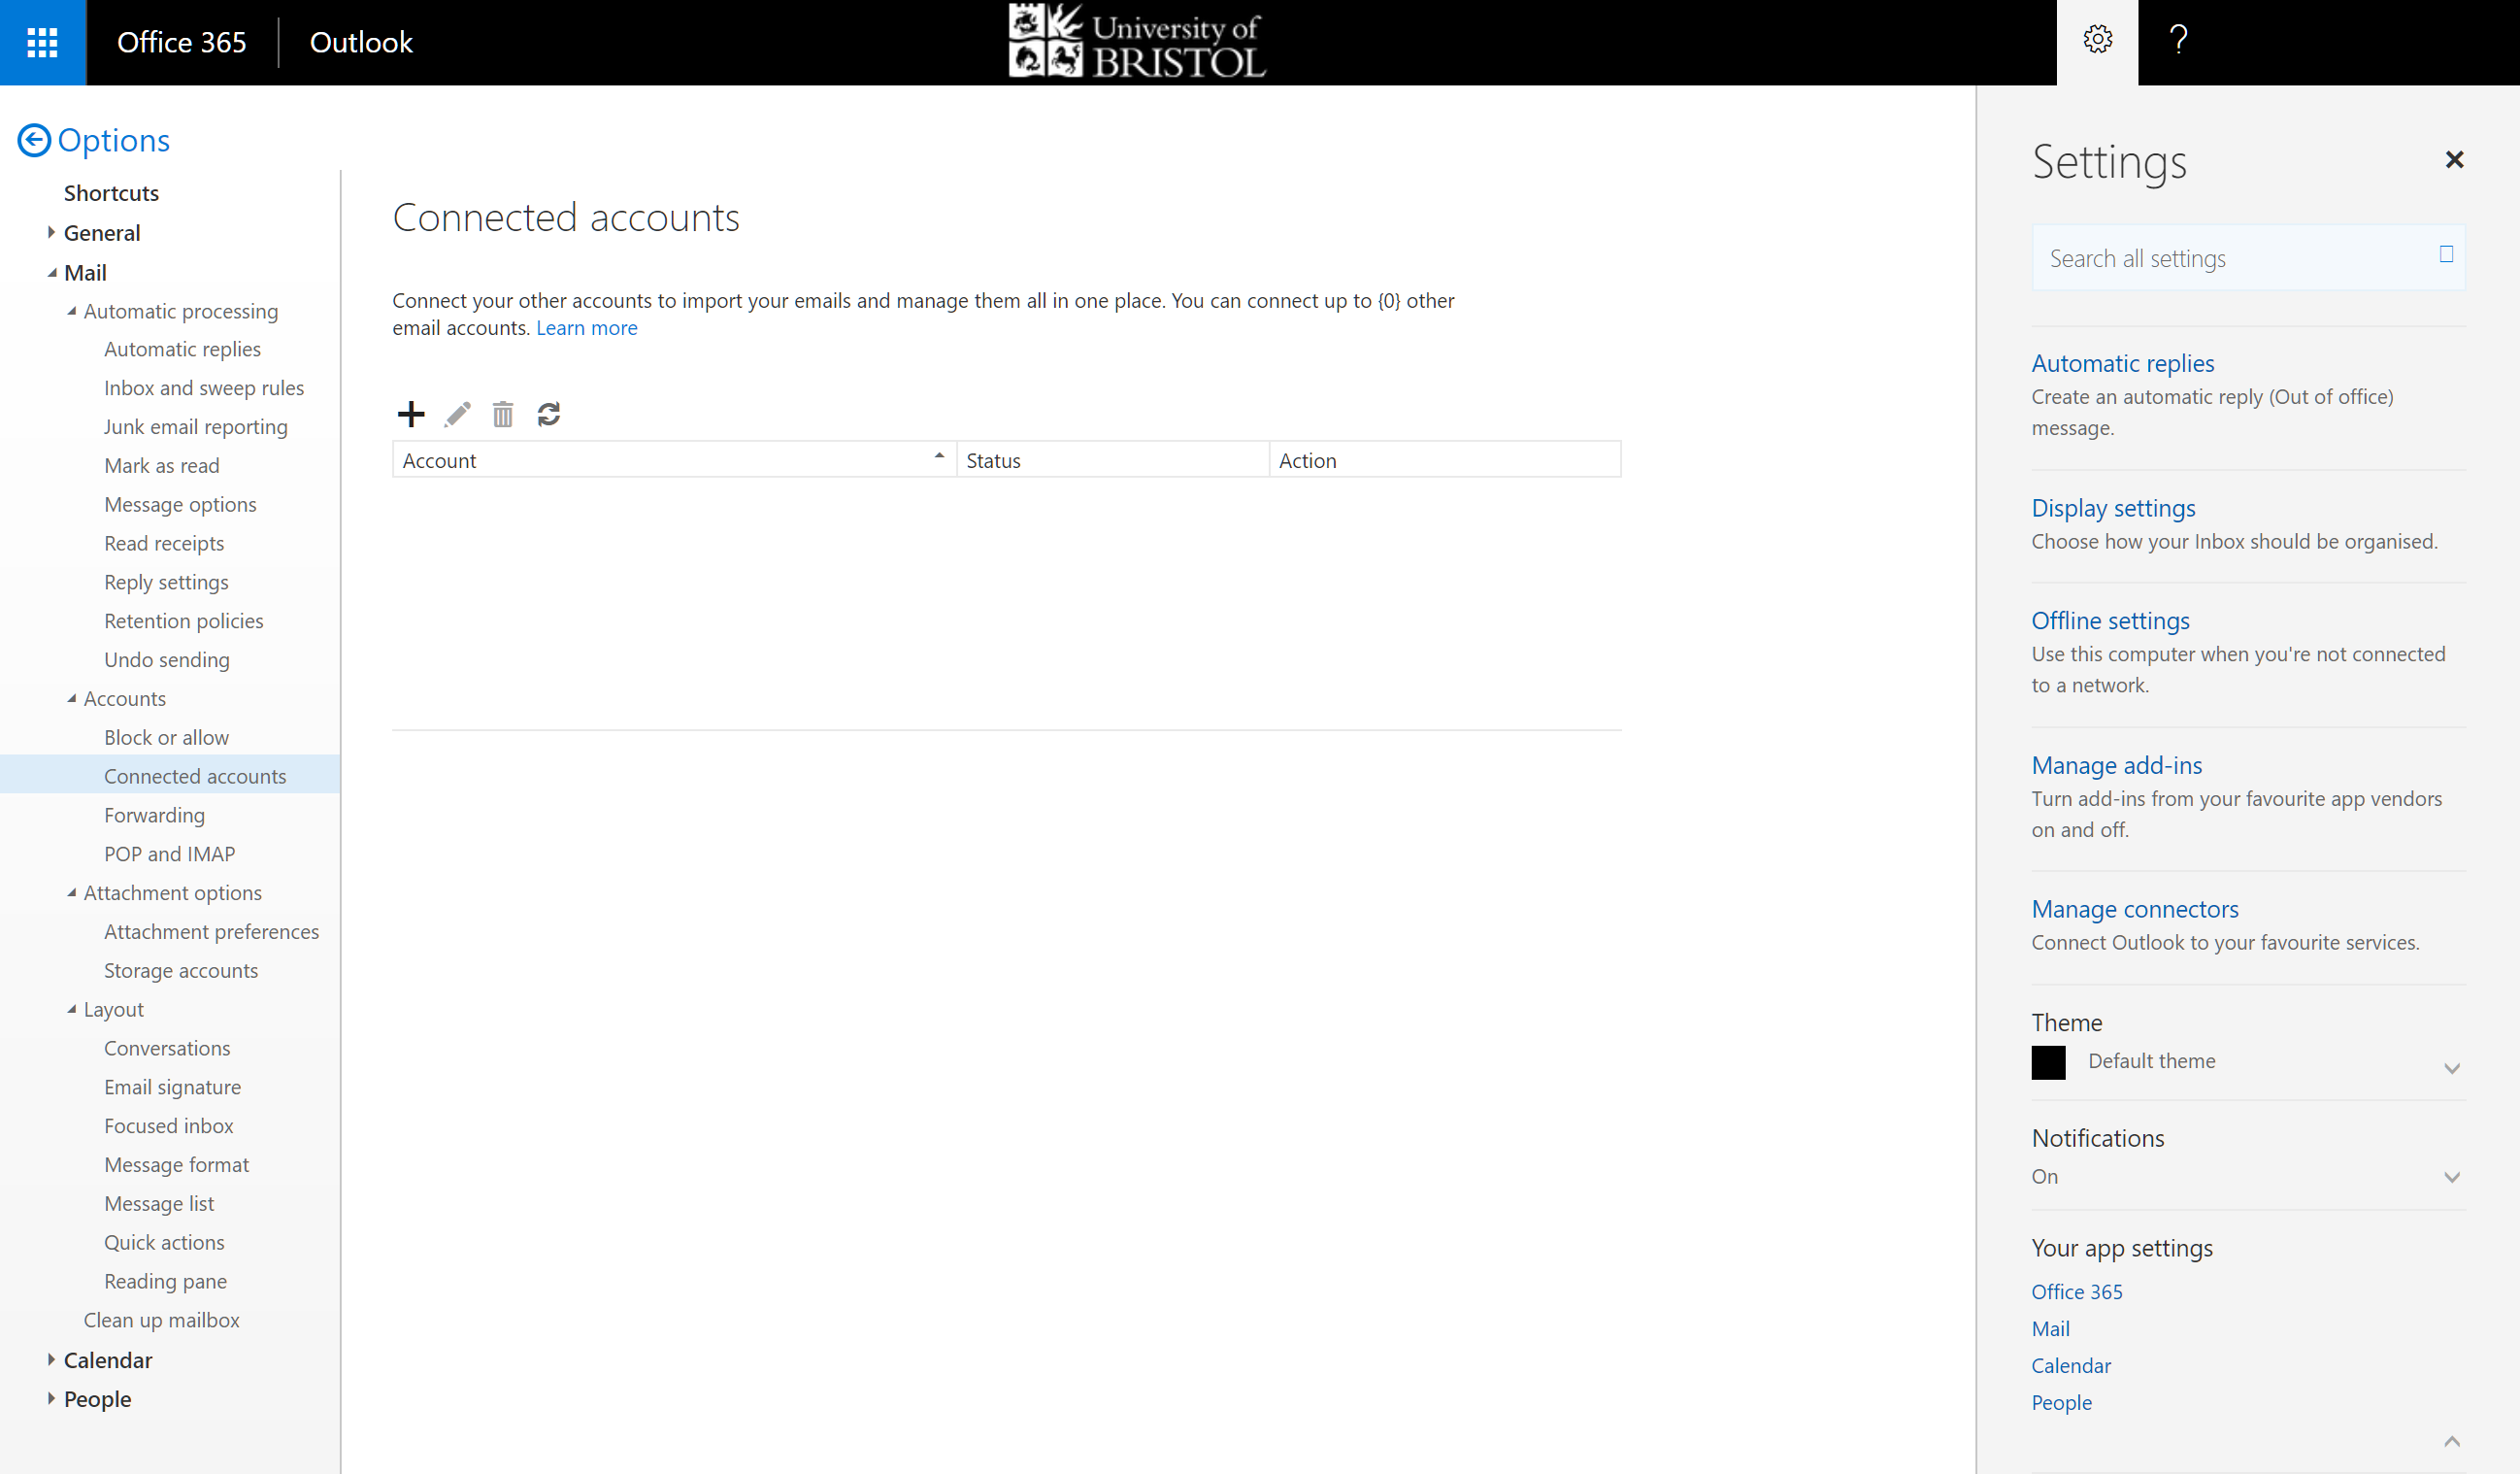 Office 365
Outlook
University of
BRISTOL
?
Options
Shortcuts
General
Mail
Automatic processing
Automatic replies
Inbox and sweep rules
Junk email reporting
Mark as read
Message options
Read receipts
Reply settings
Retention policies
Undo sending
Accounts
Block or allow
Connected accounts
Forwarding
POP and IMAP
Attachment options
Attachment preferences
Storage accounts
Layout
Conversations
Email signature
Focused inbox
Message format
Message list
Quick actions
Reading pane
Clean up mailbox
Calendar
People
Connected accounts
Connect your other accounts to import your emails and manage them all in one place. You can connect up to {0} other
email accounts. Learn more
Account
Status
Action
Settings
Search all settings
Automatic replies
Create an automatic reply (Out of office)
message.
Display settings
Choose how your Inbox should be organised.
Offline settings
Use this computer when you're not connected
to a network.
Manage add-ins
Turn add-ins from your favourite app vendors
on and off.
Manage connectors
Connect Outlook to your favourite services.
Theme
Default theme
Notifications
On
Your app settings
Office 365
Mail
Calendar
People